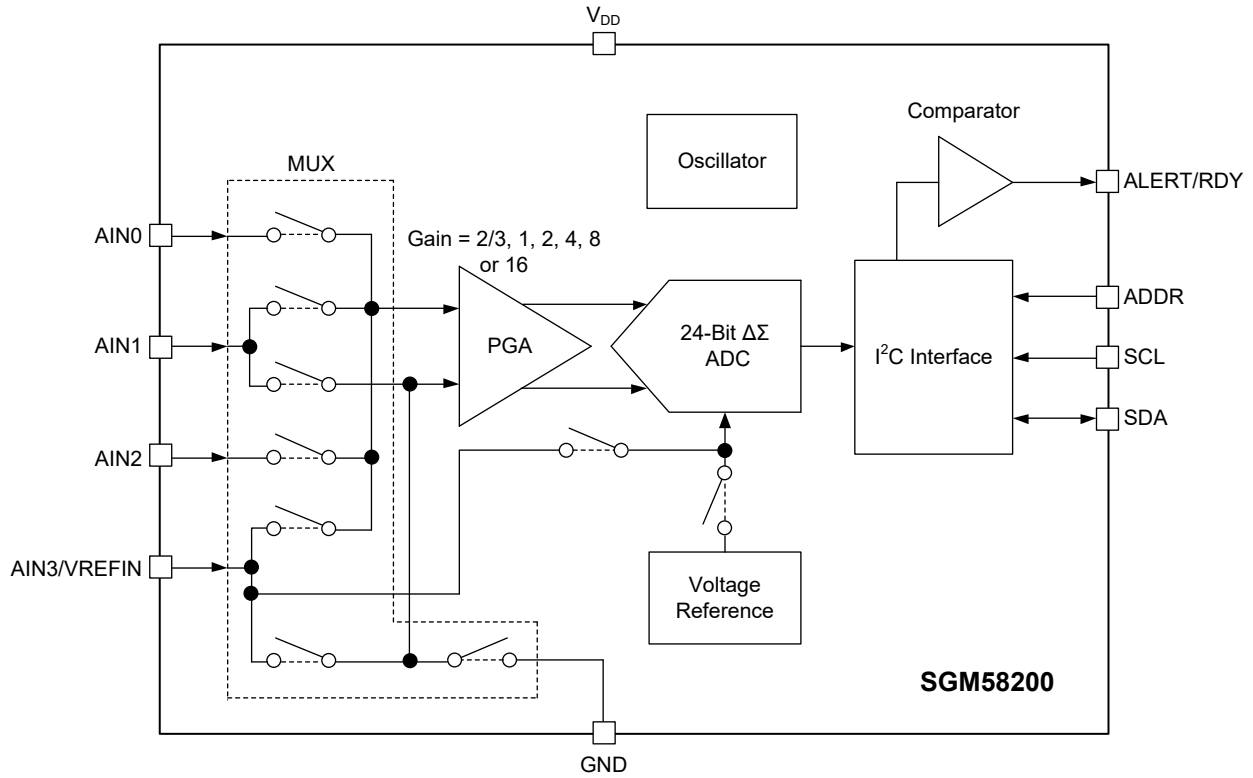 VDD
Comparator
ALERT/RDY
Oscillator
MUX
AIN0
Gain = 2/3, 1, 2, 4, 8
or 16
ADDR
AIN1
PGA
24-Bit ΔΣ
ADC
I²C Interface
SCL
SDA
AIN2
AIN3/VREFIN
Voltage
Reference
SGM58200
GND